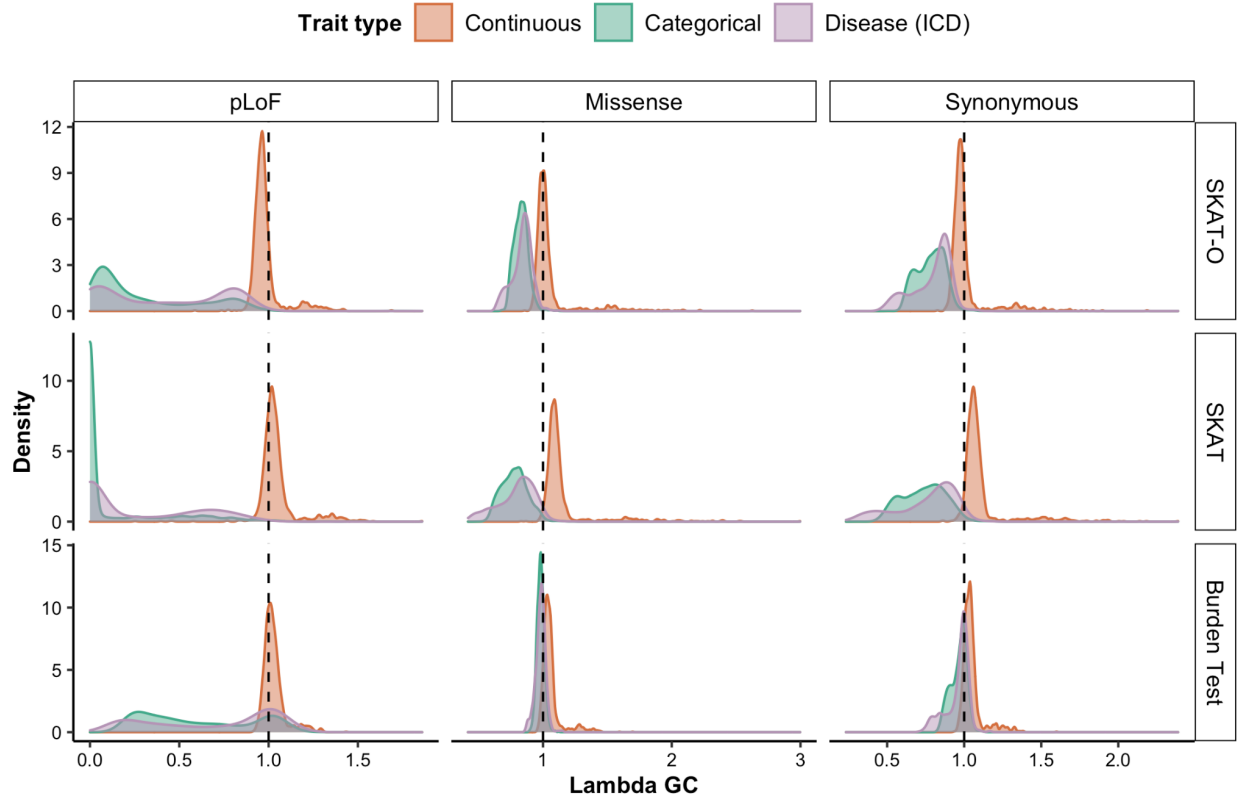 Trait type Continuous Categorical Disease (ICD)
pLoF Missense Synonymous
12
9
6
3
0
SKAT-O
10
5
0
SKAT
15
10
5
0
Burden Test
Density
0.0 0.5 1.0 1.5 1 2 3 0.5 1.0 1.5 2.0
Lambda GC